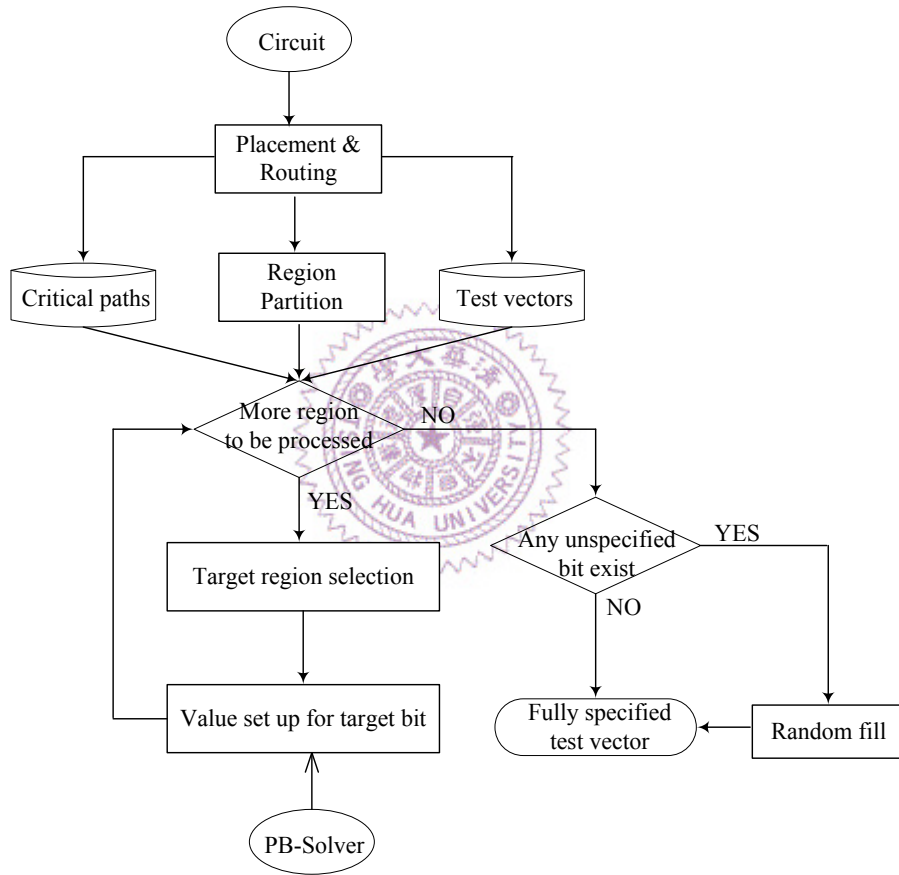 Circuit
Placement &
Routing
Critical paths
Region
Partition
Test vectors
More region
to be processed
NO
YES
Target region selection
Value set up for target bit
PB-Solver
Any unspecified
bit exist
YES
NO
Fully specified
test vector
Random fill
HUA UNIVERSITY